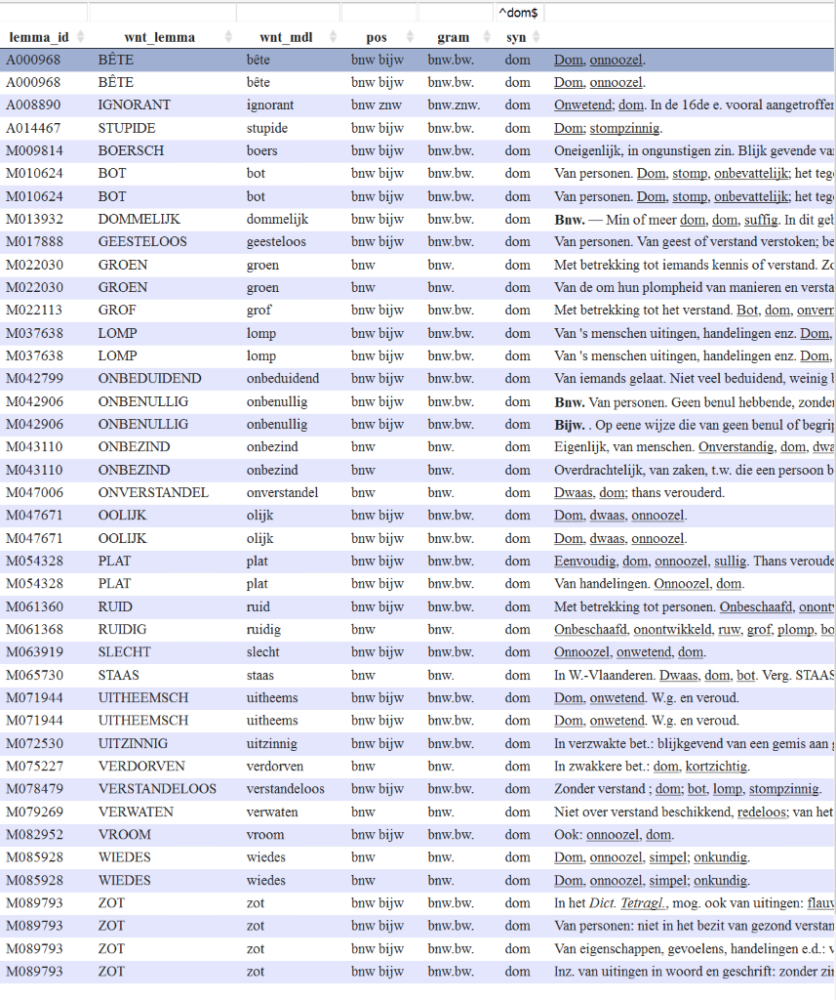 ^dom$
lemma_id wnt_lemma wnt_mdl pos gram syn
A000968 BÊTE bête bnw bijw bnw.bw. dom Dom, onnoozel.
A000968 BÊTE bête bnw bijw bnw.bw. dom Dom, onnoozel.
A008890 IGNORANT ignorant bnw znw bnw.znw. dom Onwetend; dom. In de 16de e. vooral aangetroffen
A014467 STUPIDE stupide bnw bijw bnw.bw. dom Dom; stompzinnig.
M009814 BOERSCH boers bnw bijw bnw.bw. dom Oneigenlijk, in ongunstigen zin. Blijk gevende va
M010624 BOT bot bnw bijw bnw.bw. dom Van personen. Dom, stomp, onbevattelijk; het teg
M010624 BOT bot bnw bijw bnw.bw. dom Van personen. Dom, stomp, onbevattelijk; het teg
M013932 DOMMELIJK dommelijk bnw bijw bnw.bw. dom Bnw. — Min of meer dom, dom, suffig. In dit geb
M017888 GEESTELOOS geesteloos bnw bijw bnw.bw. dom Van personen. Van geest of verstand verstoken; be
M022030 GROEN groen bnw bnw. dom Met betrekking tot iemands kennis of verstand. Zo
M022030 GROEN groen bnw bnw. dom Van de om hun plompheid van manieren en versta
M022113 GROF grof bnw bijw bnw.bw. dom Met betrekking tot het verstand. Bot, dom, onvern
M037638 LOMP lomp bnw bijw bnw.bw. dom Van 's menschen uitingen, handelingen enz. Dom,
M037638 LOMP lomp bnw bijw bnw.bw. dom Van 's menschen uitingen, handelingen enz. Dom,
M042799 ONBEDUIDEND onbeduidend bnw bijw bnw.bw. dom Van iemands gelaat. Niet veel beduidend, weinig b
M042906 ONBENULLIG onbenullig bnw bijw bnw.bw. dom Bnw. Van personen. Geen benul hebbende, zonder
M042906 ONBENULLIG onbenullig bnw bijw bnw.bw. dom Bijw. . Op eene wijze die van geen benul of begrip
M043110 ONBEZIND onbezind bnw bnw. dom Eigenlijk, van menschen. Onverstandig, dom, dwa
M043110 ONBEZIND onbezind bnw bnw. dom Overdrachtelijk, van zaken, t.w. die een persoon b
M047006 ONVERSTANDEL onverstandel bnw bnw. dom Dwaas, dom; thans verouderd.
M047671 OOLIJK olijk bnw bijw bnw.bw. dom Dom, dwaas, onnoozel.
M047671 OOLIJK olijk bnw bijw bnw.bw. dom Dom, dwaas, onnoozel.
M054328 PLAT plat bnw bijw bnw.bw. dom Eenvoudig, dom, onnoozel, sullig. Thans veroude
M054328 PLAT plat bnw bijw bnw.bw. dom Van handelingen. Onnoozel, dom.
M061360 RUID ruid bnw bijw bnw.bw. dom Met betrekking tot personen. Onbeschaafd, onontw
M061368 RUIDIG ruidig bnw bnw. dom Onbeschaafd, onontwikkeld, ruw, grof, plomp, bo
M063919 SLECHT slecht bnw bijw bnw.bw. dom Onnoozel, onwetend, dom.
M065730 STAAS staas bnw bnw. dom In W.-Vlaanderen. Dwaas, dom, bot. Verg. STAAS
M071944 UITHEEMSCH uitheems bnw bijw bnw.bw. dom Dom, onwetend. W.g. en veroud.
M071944 UITHEEMSCH uitheems bnw bijw bnw.bw. dom Dom, onwetend. W.g. en veroud.
M072530 UITZINNIG uitzinnig bnw bijw bnw.bw. dom In verzwakte bet.: blijkgevend van een gemis aan g
M075227 VERDORVEN verdorven bnw bnw. dom In zwakkere bet.: dom, kortzichtig.
M078479 VERSTANDELOOS verstandeloos bnw bijw bnw.bw. dom Zonder verstand ; dom; bot, lomp, stompzinnig.
M079269 VERWATEN verwaten bnw bnw. dom Niet over verstand beschikkend, redeloos; van het
M082952 VROOM vroom bnw bijw bnw.bw. dom Ook: onnoozel, dom.
M085928 WIEDES wiedes bnw bnw. dom Dom, onnoozel, simpel; onkundig.
M085928 WIEDES wiedes bnw bnw. dom Dom, onnoozel, simpel; onkundig.
M089793 ZOT zot bnw bijw bnw.bw. dom In het Dict. Tetragl., mog. ook van uitingen: flauw
M089793 ZOT zot bnw bijw bnw.bw. dom Van personen: niet in het bezit van gezond verstan
M089793 ZOT zot bnw bijw bnw.bw. dom Van eigenschappen, gevoelens, handelingen e.d.: v
M089793 ZOT zot bnw bijw bnw.bw. dom Inz. van uitingen in woord en geschrift: zonder zin